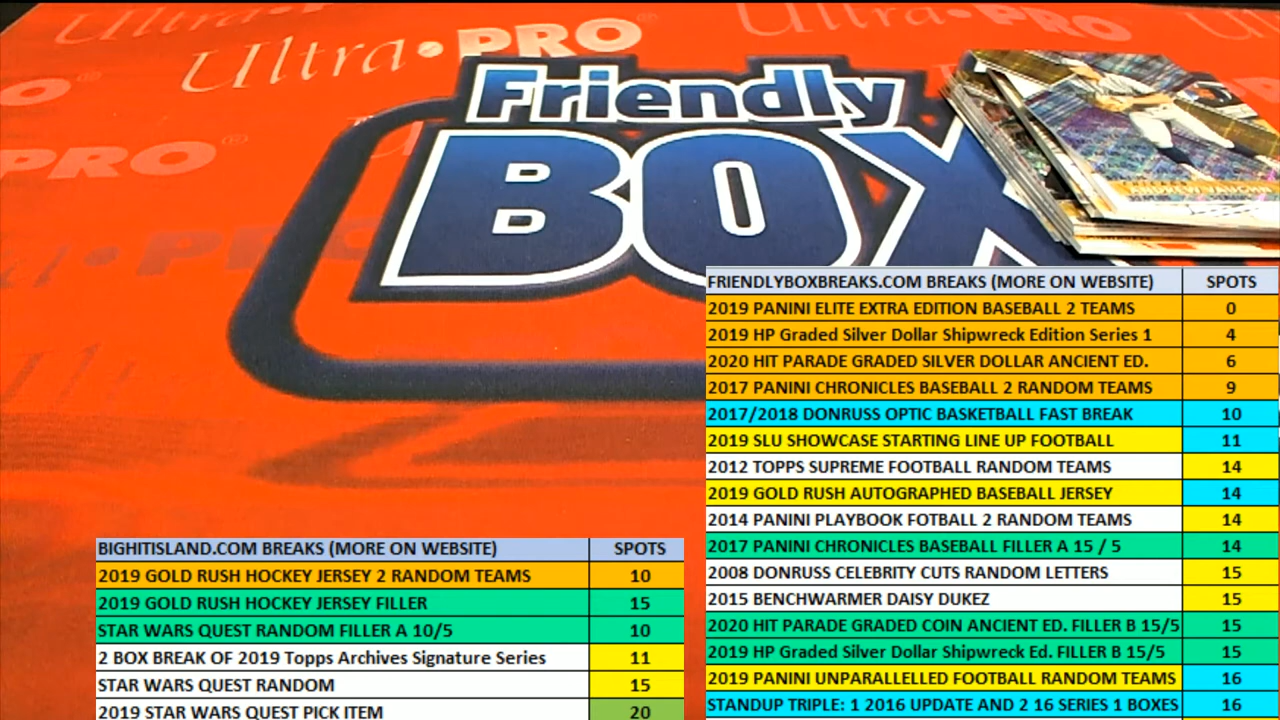 Ultra PRO
Ultra PRO
PRO
Friendly
BOX
ANDREW VAUGHN
FRIENDLYBOXBREAKS.COM BREAKS (MORE ON WEBSITE) SPOTS
2019 PANINI ELITE EXTRA EDITION BASEBALL 2 TEAMS 0
2019 HP Graded Silver Dollar Shipwreck Edition Series 1 4
2020 HIT PARADE GRADED SILVER DOLLAR ANCIENT ED. 6
2017 PANINI CHRONICLES BASEBALL 2 RANDOM TEAMS 9
2017/2018 DONRUSS OPTIC BASKETBALL FAST BREAK 10
2019 SLU SHOWCASE STARTING LINE UP FOOTBALL 11
2012 TOPPS SUPREME FOOTBALL RANDOM TEAMS 14
2019 GOLD RUSH AUTOGRAPHED BASEBALL JERSEY 14
2014 PANINI PLAYBOOK FOTBALL 2 RANDOM TEAMS 14
2017 PANINI CHRONICLES BASEBALL FILLER A 15 / 5 14
2008 DONRUSS CELEBRITY CUTS RANDOM LETTERS 15
2015 BENCHWARMER DAISY DUKEZ 15
2020 HIT PARADE GRADED COIN ANCIENT ED. FILLER B 15/5 15
2019 HP Graded Silver Dollar Shipwreck Ed. FILLER B 15/5 15
2019 PANINI UNPARALLELLED FOOTBALL RANDOM TEAMS 16
STANDUP TRIPLE: 1 2016 UPDATE AND 2 16 SERIES 1 BOXES 16
BIGHITISLAND.COM BREAKS (MORE ON WEBSITE) SPOTS
2019 GOLD RUSH HOCKEY JERSEY 2 RANDOM TEAMS 10
2019 GOLD RUSH HOCKEY JERSEY FILLER 15
STAR WARS QUEST RANDOM FILLER A 10/5 10
2 BOX BREAK OF 2019 Topps Archives Signature Series 11
STAR WARS QUEST RANDOM 15
2019 STAR WARS QUEST PICK ITEM 20